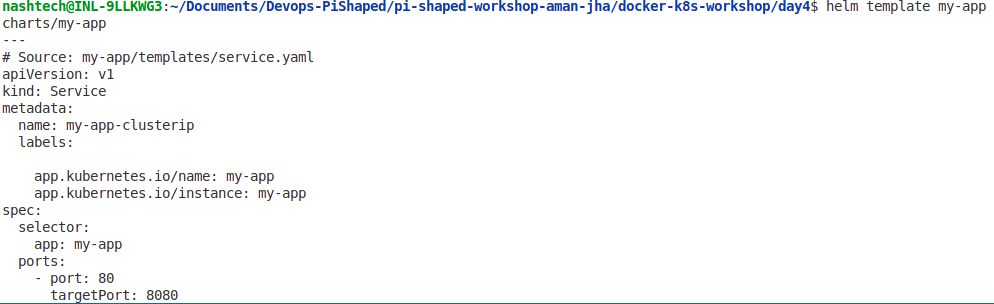 nashtech@INL-9LLKWG3:~/Documents/Devops-PiShaped/pi-shaped-workshop-aman-jha/docker-k8s-workshop/day4$ helm template my-app
charts/my-app
---
# Source: my-app/templates/service.yaml
apiVersion: v1
kind: Service
metadata:
  name: my-app-clusterip
  labels:

    app.kubernetes.io/name: my-app
    app.kubernetes.io/instance: my-app
spec:
  selector:
    app: my-app
  ports:
    - port: 80
      targetPort: 8080